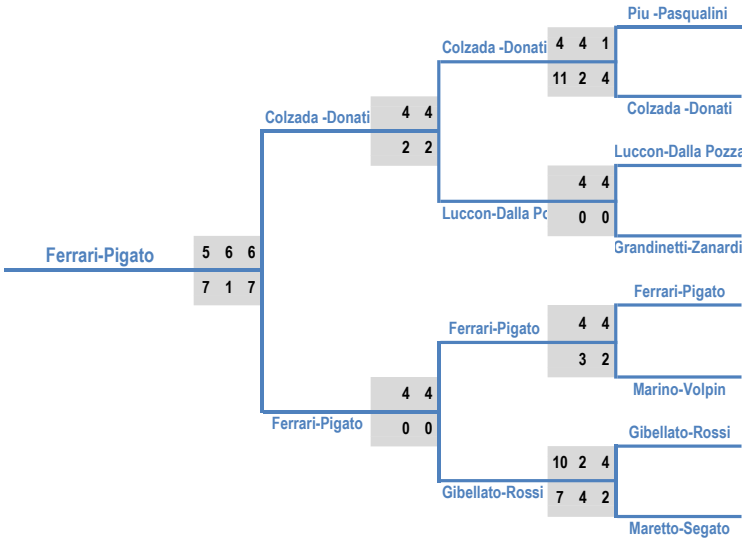 Piu -Pasqualini
Colzada -Donati 4 4 1
11 2 4
Colzada -Donati
Colzada -Donati 4 4
2 2
Luccon-Dalla Pozza
4 4
Luccon-Dalla Po 0 0
Grandinetti-Zanardi
Ferrari-Pigato 5 6 6
7 1 7
Ferrari-Pigato
Ferrari-Pigato 4 4
3 2
Marino-Volpin
4 4
Ferrari-Pigato 0 0
Gibellato-Rossi
10 2 4
Gibellato-Rossi 7 4 2
Maretto-Segato